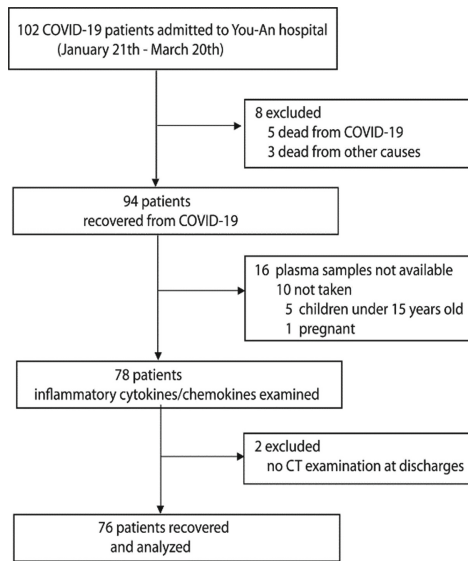 102 COVID-19 patients admitted to You-An hospital
(January 21th - March 20th)
8 excluded
5 dead from COVID-19
3 dead from other causes
94 patients
recovered from COVID-19
16 plasma samples not available
10 not taken
5 children under 15 years old
1 pregnant
78 patients
inflammatory cytokines/chemokines examined
2 excluded
no CT examination at discharges
76 patients recovered
and analyzed